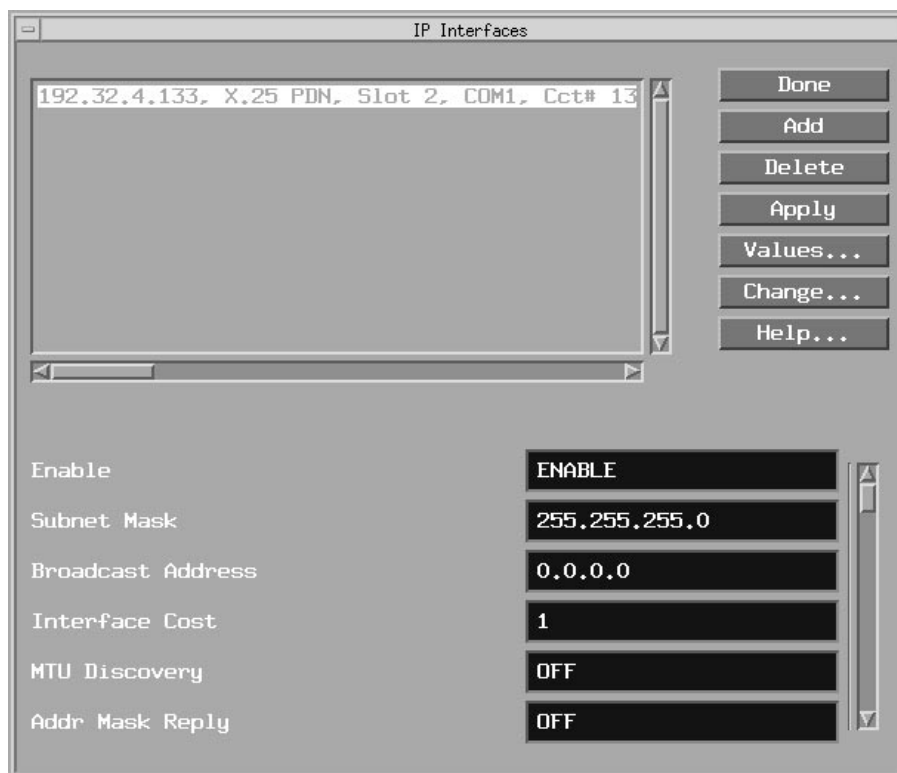 IP Interfaces
192.32.4.133, X.25 PDN, Slot 2, COM1, Cct# 13
Done
Add
Delete
Apply
Values...
Change...
Help...
Enable ENABLE
Subnet Mask 255.255.255.0
Broadcast Address 0.0.0.0
Interface Cost 1
MTU Discovery OFF
Addr Mask Reply OFF